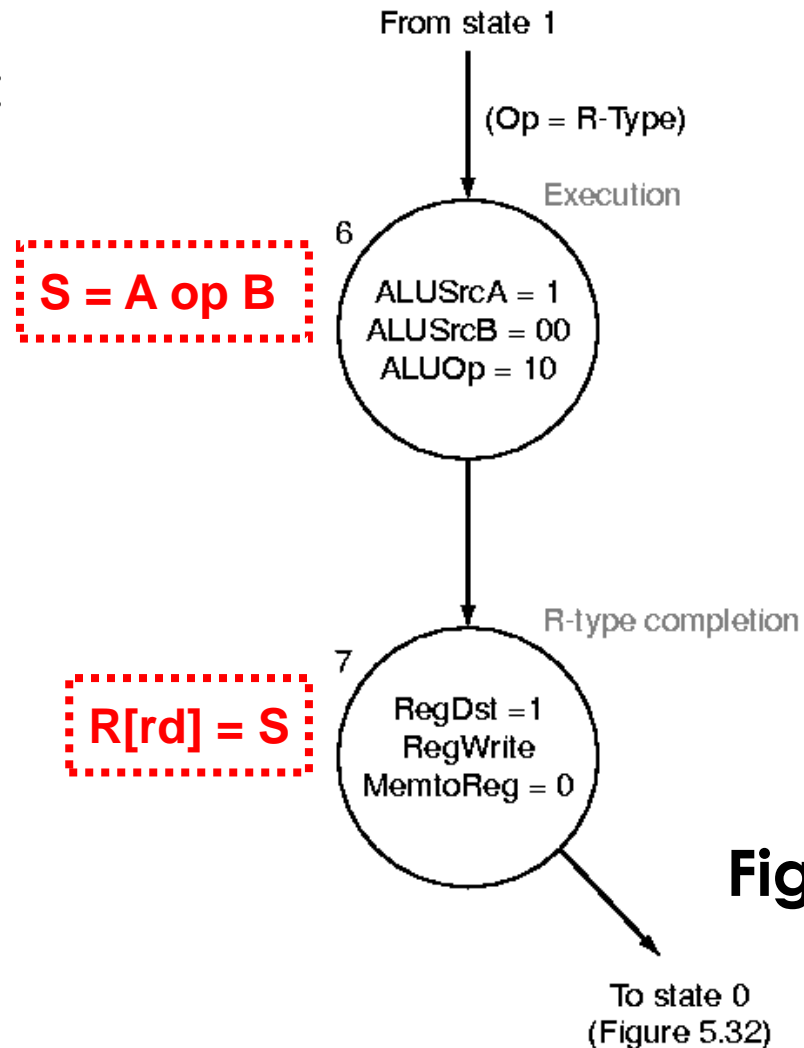 From state 1
(Op = R-Type)
Execution
6
S = A op B
ALUSrcA = 1
ALUSrcB = 00
ALUOp = 10
R-type completion
7
R[rd] = S
RegDst =1
RegWrite
MemtoReg = 0
Fig
To state 0
(Figure 5.32)